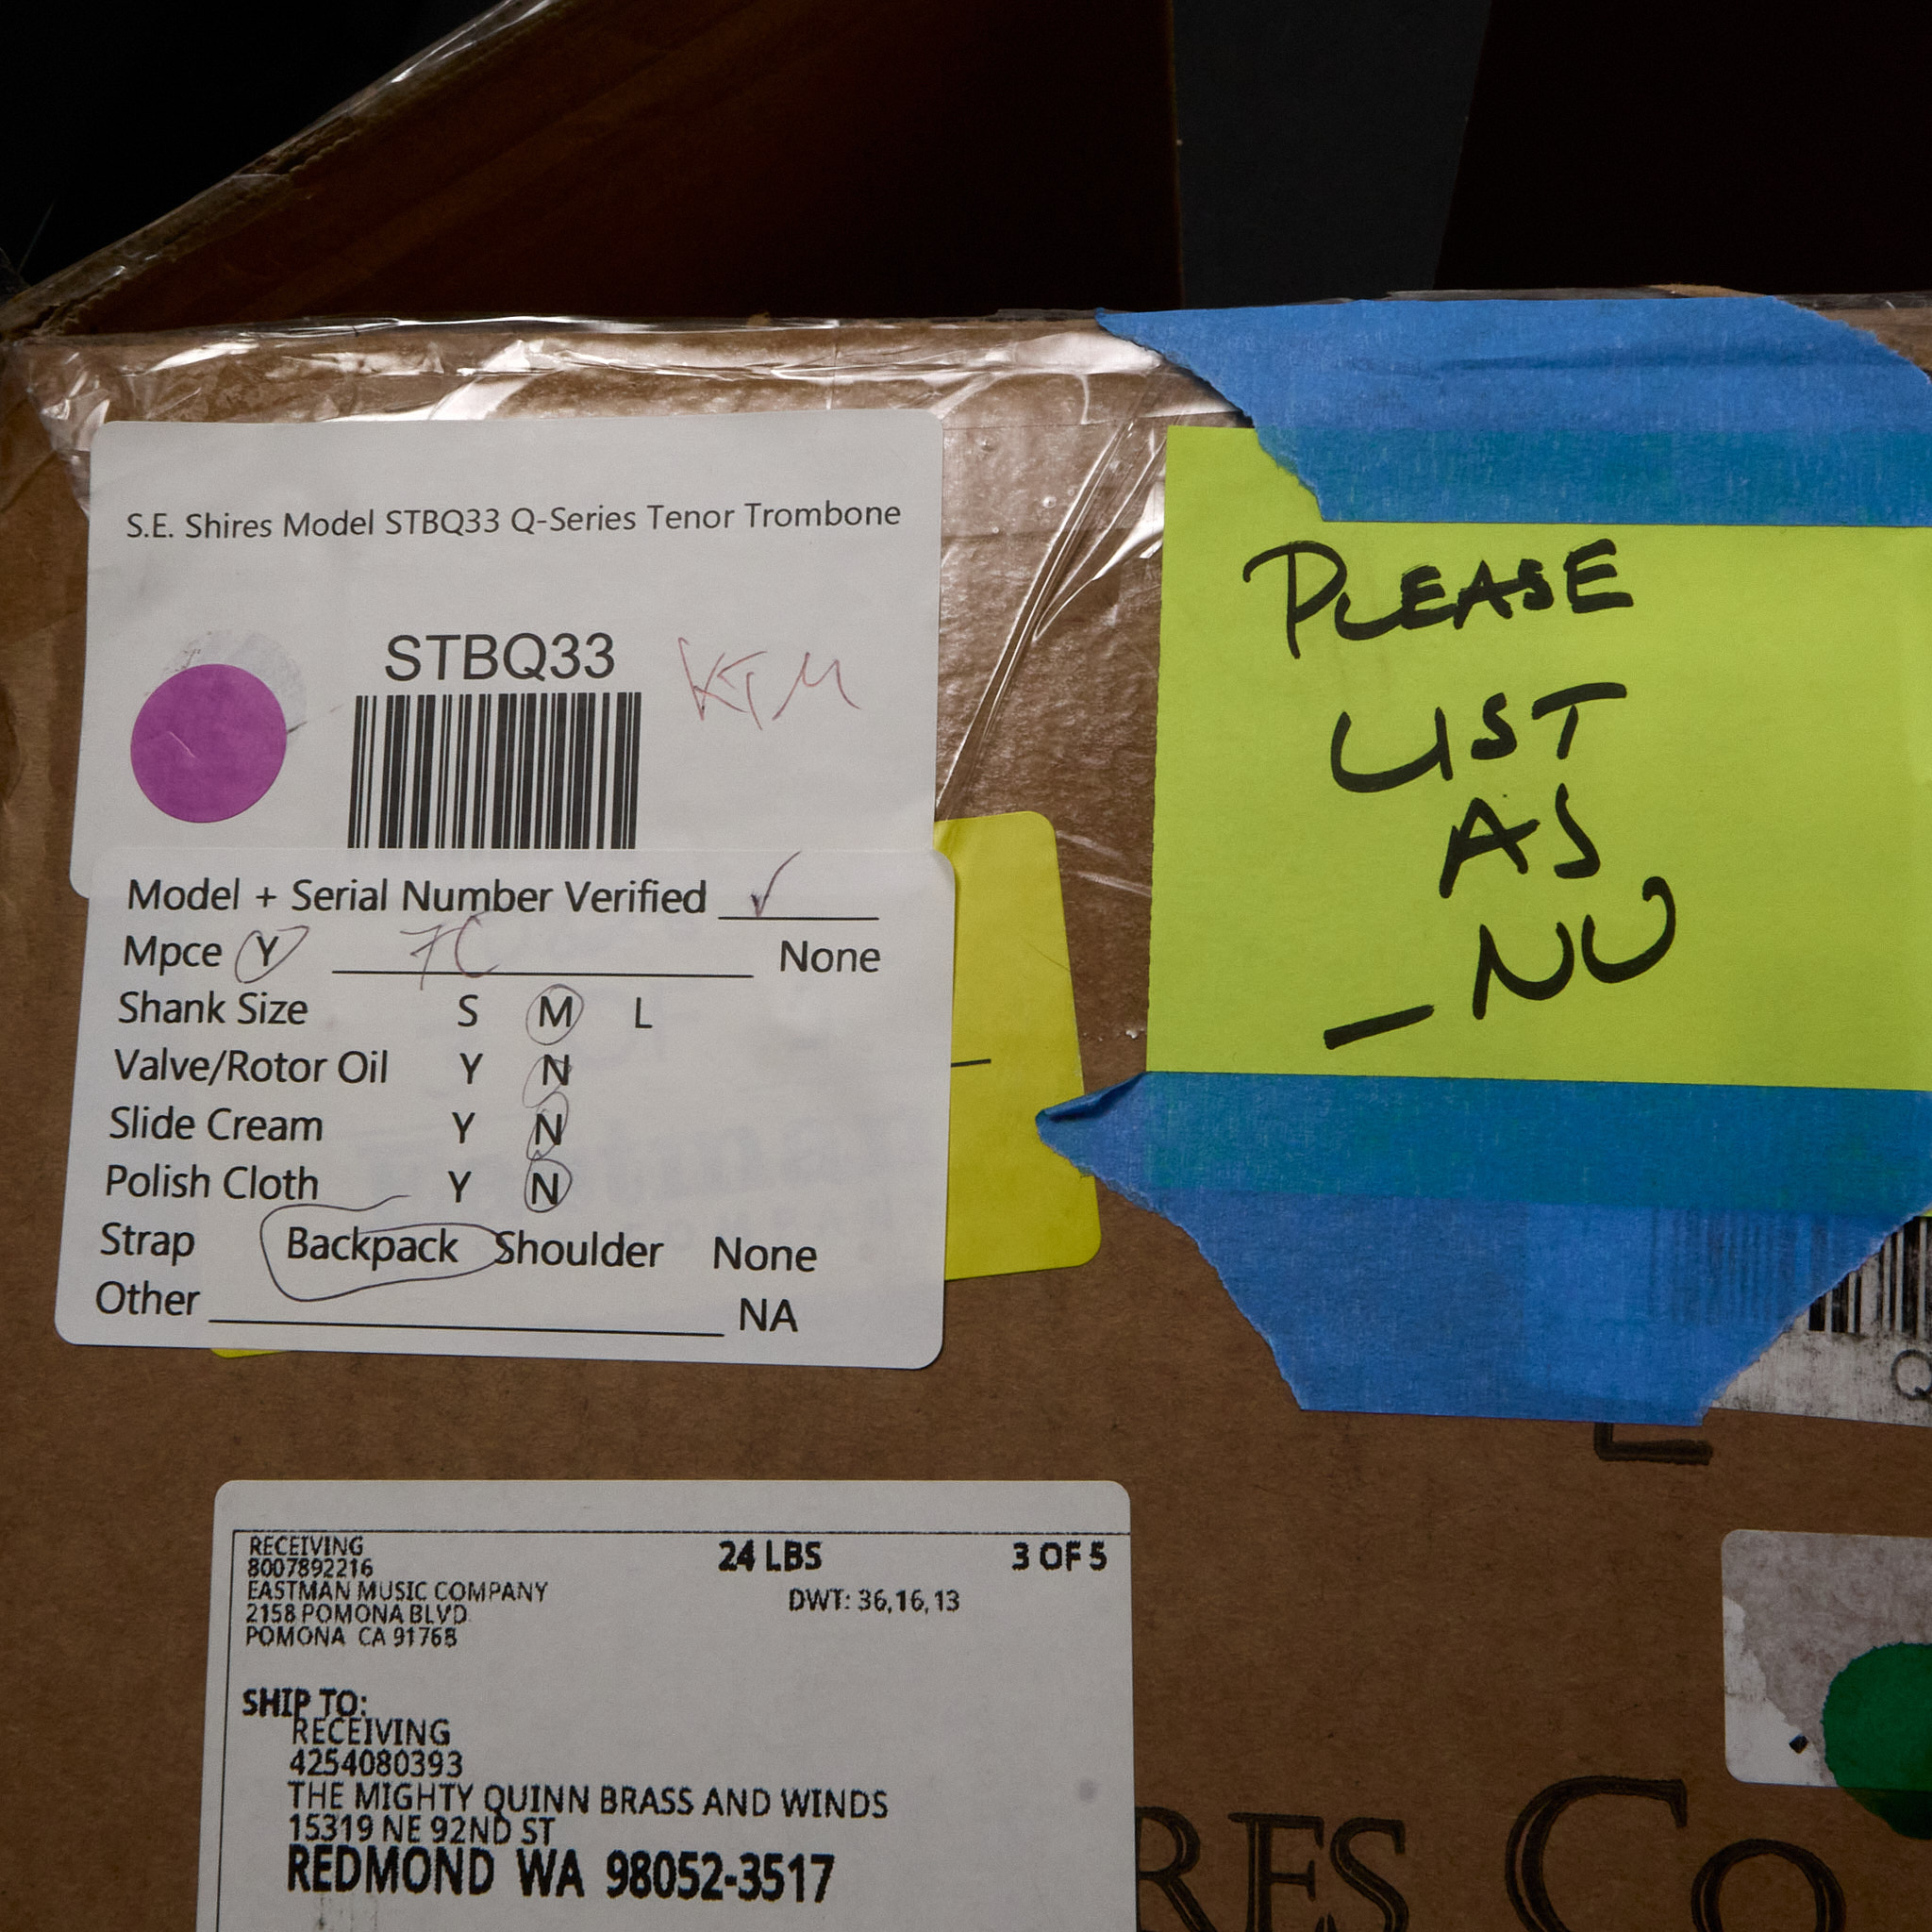 S.E. Shires Model STBQ33 Q-Series Tenor Trombone
STBQ33
KTM
Model + Serial Number Verified ✓
Mpce Y 7C None
Shank Size S M L
Valve/Rotor Oil Y N
Slide Cream Y N
Polish Cloth Y N
Strap Backpack Shoulder None
Other NA
PLEASE
LIST
AS
_NU
RECEIVING 24 LBS 3 OF 5
8007892216
EASTMAN MUSIC COMPANY DWT: 36,16,13
2158 POMONA BLVD
POMONA CA 91768
SHIP TO:
RECEIVING
4254080393
THE MIGHTY QUINN BRASS AND WINDS
15319 NE 92ND ST
REDMOND WA 98052-3517
RES CO